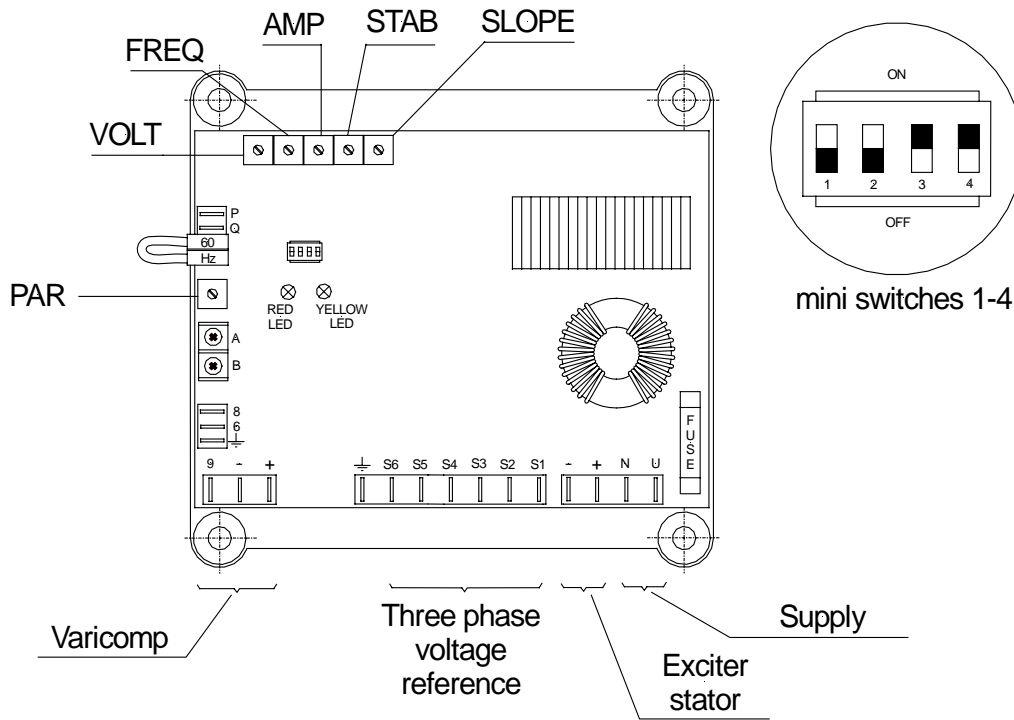 AMP STAB SLOPE
FREQ
VOLT
ON
1 2 3 4
OFF
mini switches 1-4
P
Q
60
Hz
PAR
RED
LED
YELLOW
LED
A
B
8
6
F
U
S
E
9 - +
S6 S5 S4 S3 S2 S1
- + N U
Varicomp
Three phase
voltage
reference
Exciter
stator
Supply